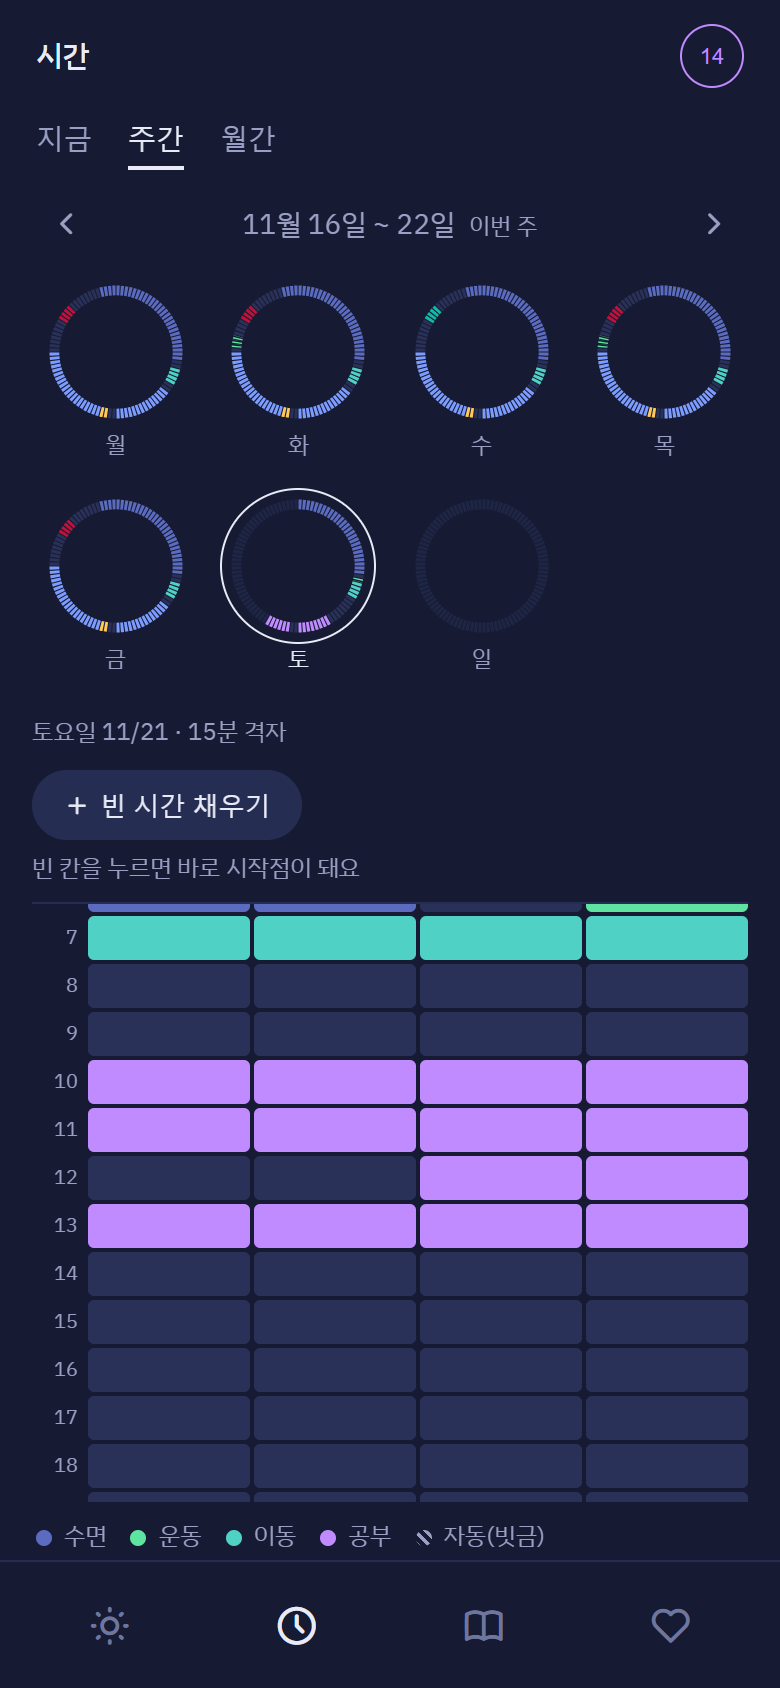 시간
14
지금 주간 월간
11월 16일 ~ 22일 이번 주
월 화 수 목
금 토 일
토요일 11/21 · 15분 격자
+ 빈 시간 채우기
빈 칸을 누르면 바로 시작점이 돼요
7
8
9
10
11
12
13
14
15
16
17
18
수면 운동 이동 공부 자동(빗금)